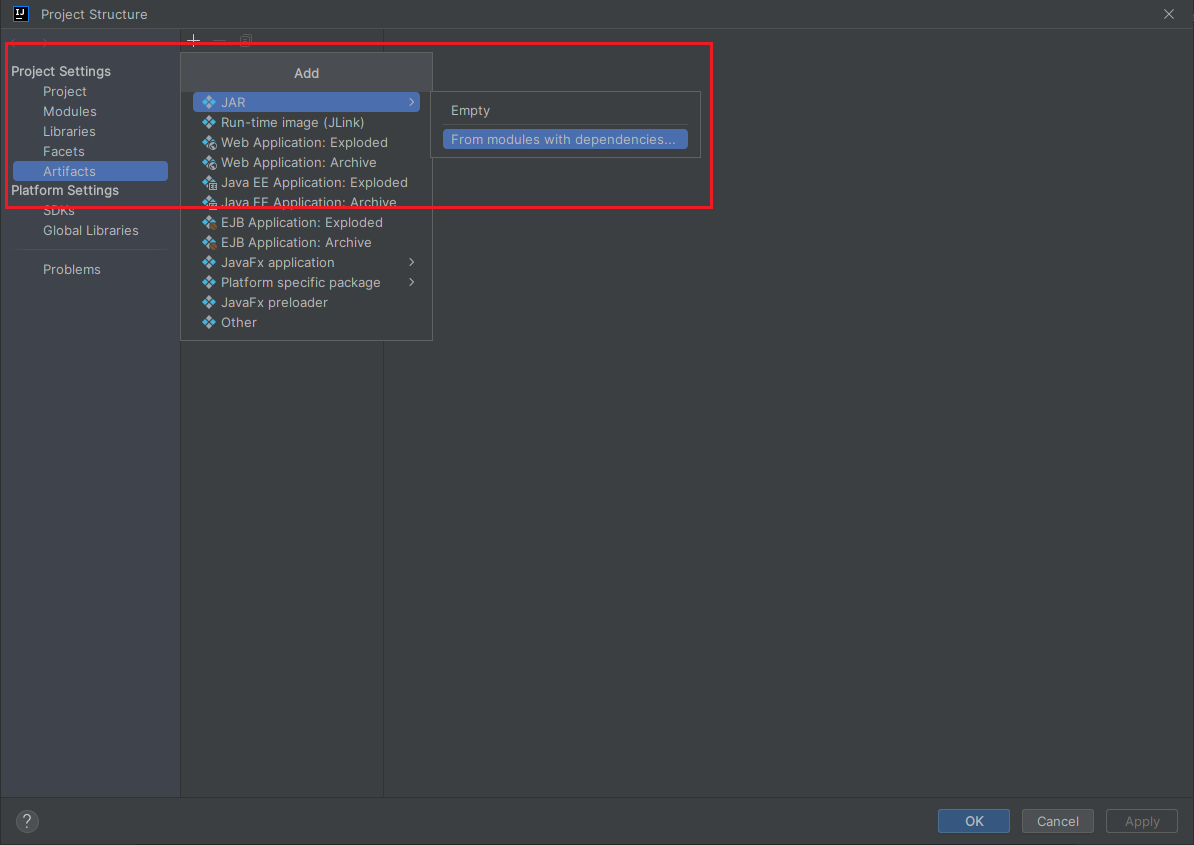 IJ
Project Structure
Project Settings
Project
Modules
Libraries
Facets
Artifacts
Platform Settings
SDKs
Global Libraries
Problems
Add
JAR
Run-time image (JLink)
Web Application: Exploded
Web Application: Archive
Java EE Application: Exploded
Java EE Application: Archive
EJB Application: Exploded
EJB Application: Archive
JavaFx application
Platform specific package
JavaFx preloader
Other
Empty
From modules with dependencies...
?
OK
Cancel
Apply